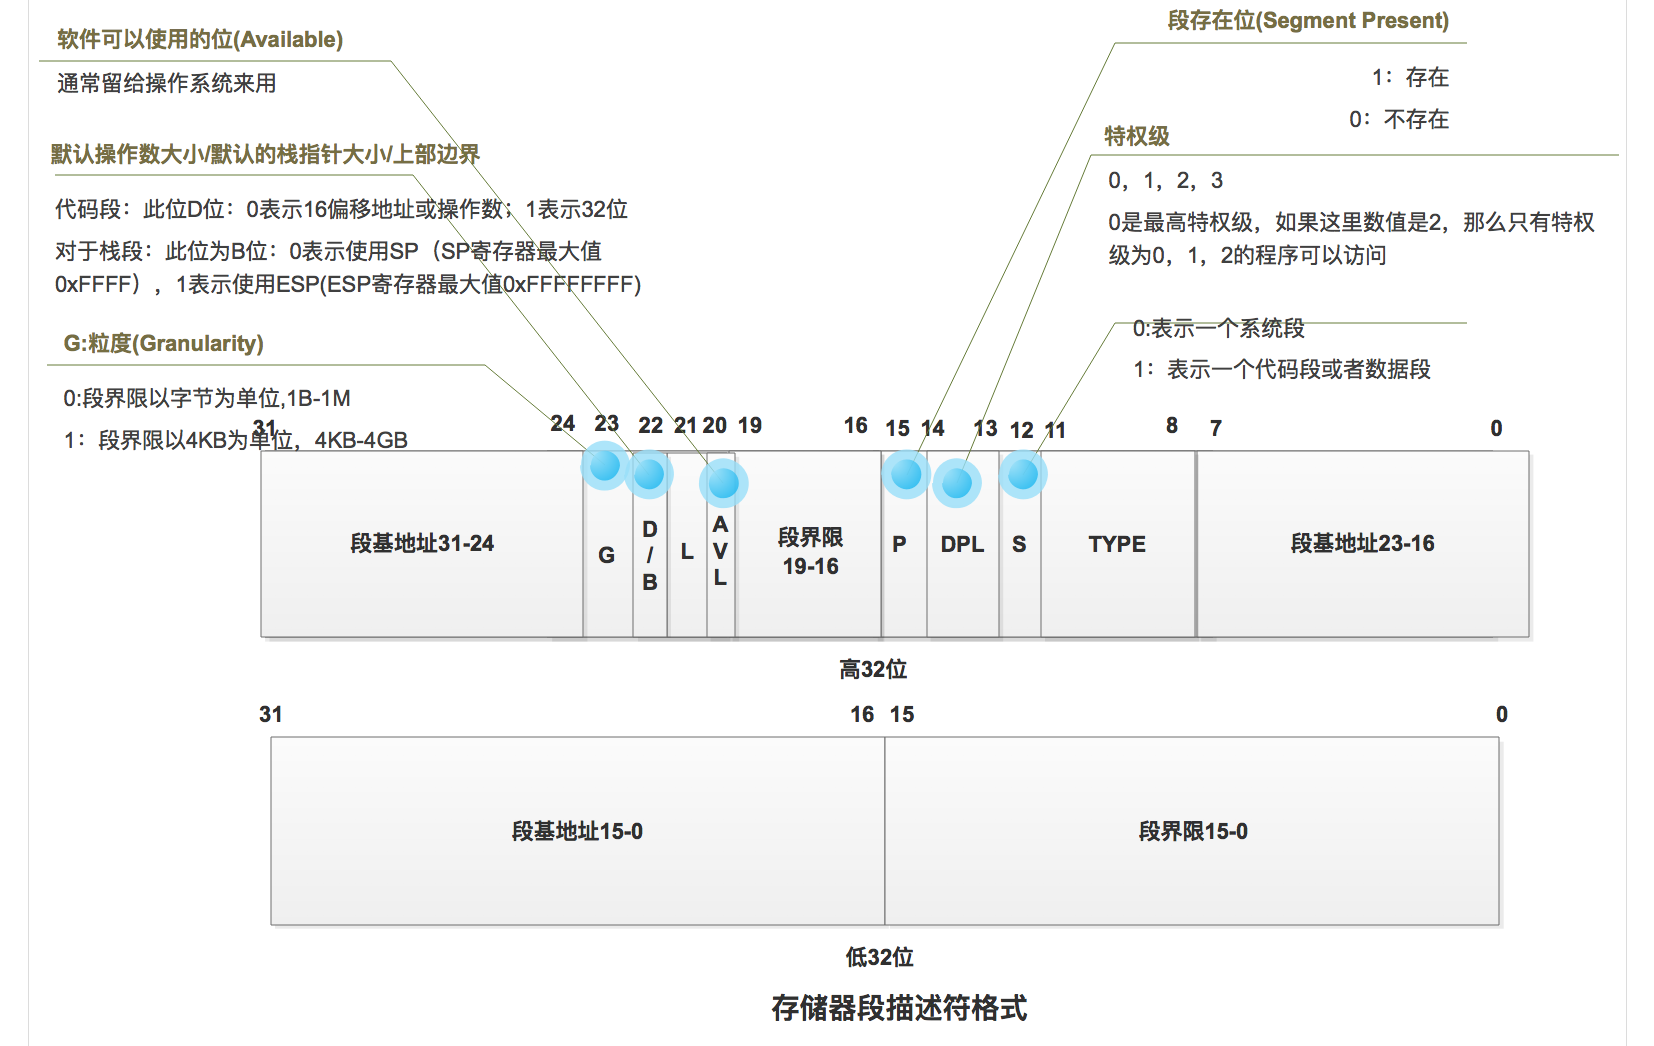 软件可以使用的位(Available)
通常留给操作系统来用
默认操作数大小/默认的栈指针大小/上部边界
代码段：此位D位：0表示16偏移地址或操作数；1表示32位
对于栈段：此位为B位：0表示使用SP（SP寄存器最大值
0xFFFF），1表示使用ESP(ESP寄存器最大值0xFFFFFFFF)
G:粒度(Granularity)
0:段界限以字节为单位,1B-1M
1：段界限以4KB为单位，4KB-4GB
段存在位(Segment Present)
1：存在
0：不存在
特权级
0，1，2，3
0是最高特权级，如果这里数值是2，那么只有特权
级为0，1，2的程序可以访问
0:表示一个系统段
1：表示一个代码段或者数据段
31 24 23 22 21 20 19 16 15 14 13 12 11 8 7 0
段基地址31-24
G
D
/
B
L
A
V
L
段界限
19-16
P
DPL
S
TYPE
段基地址23-16
高32位
31 16 15 0
段基地址15-0
段界限15-0
低32位
存储器段描述符格式